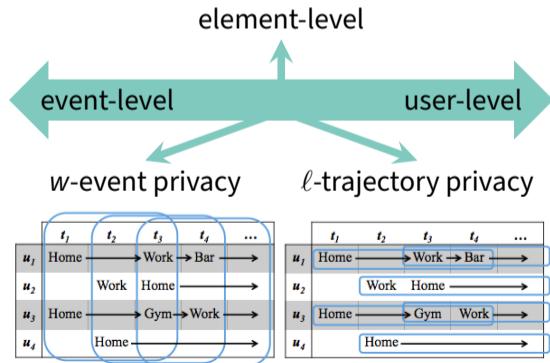 element-level
event-level user-level
w-event privacy ℓ-trajectory privacy
t1 t2 t3 t4 ...
u1 Home Work Bar
u2 Work Home
u3 Home Gym Work
u4 Home
t1 t2 t3 t4 ...
u1 Home Work Bar
u2 Work Home
u3 Home Gym Work
u4 Home